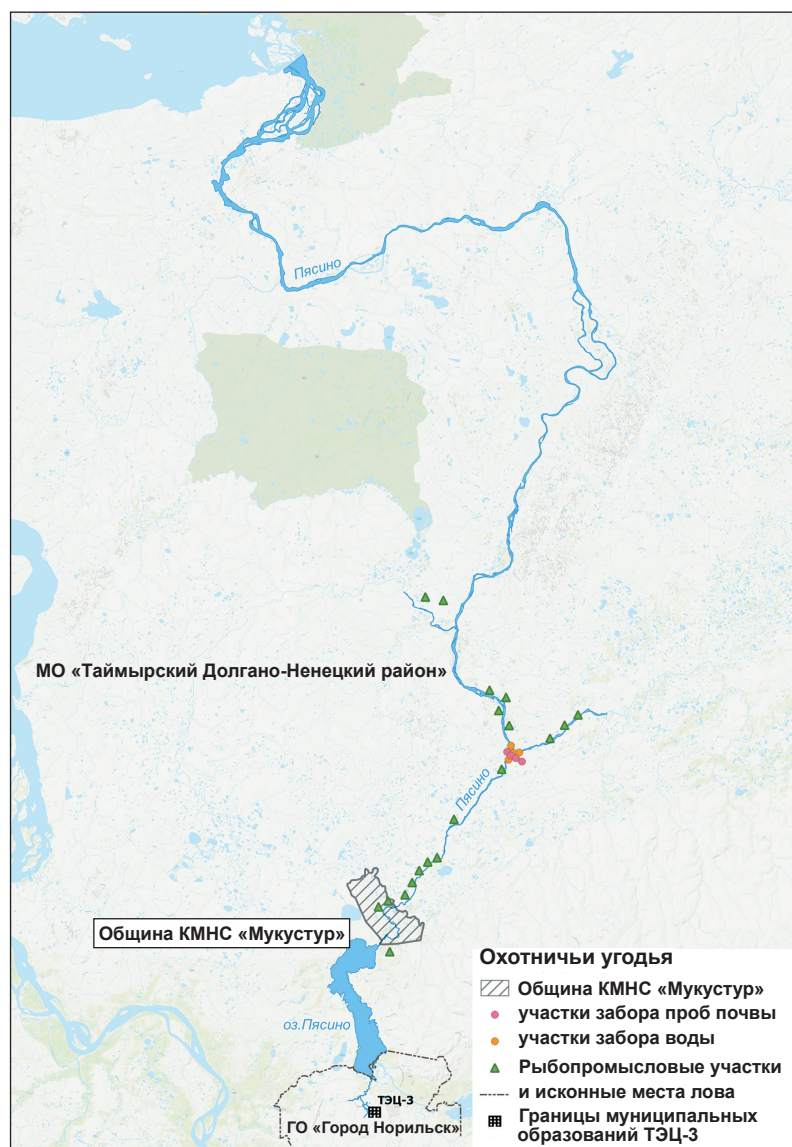 Пясино
МО «Таймырский Долгано-Ненецкий район»
Пясино
Община КМНС «Мукустур»
оз.Пясино
ТЭЦ-3
ГО «Город Норильск»
Охотничьи угодья
Община КМНС «Мукустур»
участки забора проб почвы
участки забора воды
Рыбопромысловые участки
и исконные места лова
Границы муниципальных
образований ТЭЦ-3